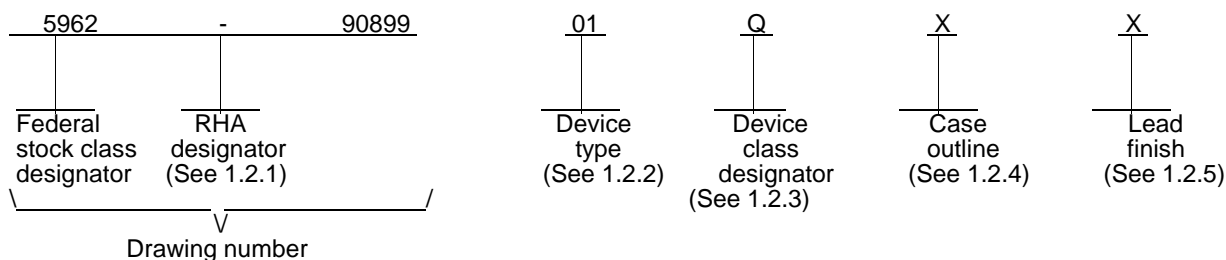 5962 - 90899 01 Q X X
Federal stock class designator
RHA designator (See 1.2.1)
Device type (See 1.2.2)
Device class designator (See 1.2.3)
Case outline (See 1.2.4)
Lead finish (See 1.2.5)
Drawing number